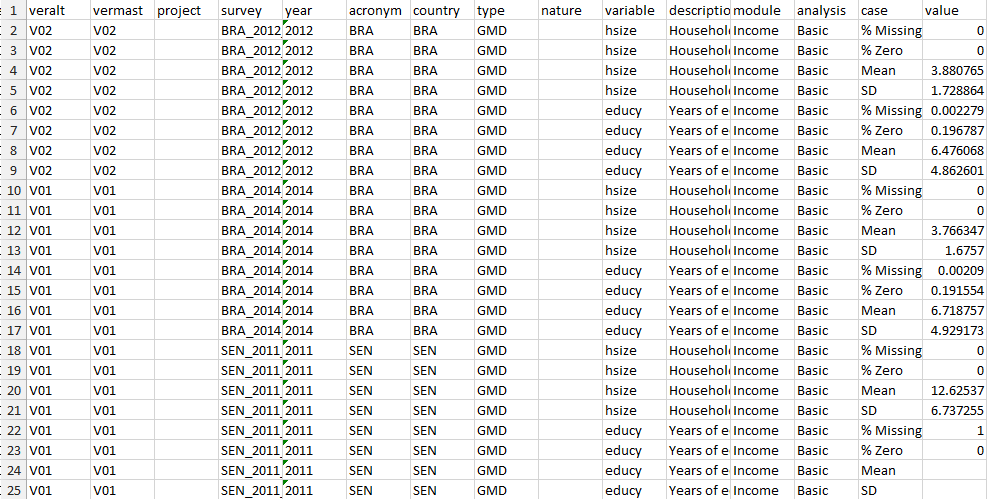 1 veralt vermast project survey year acronym country type nature variable descriptio module analysis case value
2 V02 V02 BRA_2012 2012 BRA BRA GMD hsize Househol Income Basic % Missing 0
3 V02 V02 BRA_2012 2012 BRA BRA GMD hsize Househol Income Basic % Zero 0
4 V02 V02 BRA_2012 2012 BRA BRA GMD hsize Househol Income Basic Mean 3.880765
5 V02 V02 BRA_2012 2012 BRA BRA GMD hsize Househol Income Basic SD 1.728864
6 V02 V02 BRA_2012 2012 BRA BRA GMD educy Years of e Income Basic % Missing 0.002279
7 V02 V02 BRA_2012 2012 BRA BRA GMD educy Years of e Income Basic % Zero 0.196787
8 V02 V02 BRA_2012 2012 BRA BRA GMD educy Years of e Income Basic Mean 6.476068
9 V02 V02 BRA_2012 2012 BRA BRA GMD educy Years of e Income Basic SD 4.862601
10 V01 V01 BRA_2014 2014 BRA BRA GMD hsize Househol Income Basic % Missing 0
11 V01 V01 BRA_2014 2014 BRA BRA GMD hsize Househol Income Basic % Zero 0
12 V01 V01 BRA_2014 2014 BRA BRA GMD hsize Househol Income Basic Mean 3.766347
13 V01 V01 BRA_2014 2014 BRA BRA GMD hsize Househol Income Basic SD 1.6757
14 V01 V01 BRA_2014 2014 BRA BRA GMD educy Years of e Income Basic % Missing 0.00209
15 V01 V01 BRA_2014 2014 BRA BRA GMD educy Years of e Income Basic % Zero 0.191554
16 V01 V01 BRA_2014 2014 BRA BRA GMD educy Years of e Income Basic Mean 6.718757
17 V01 V01 BRA_2014 2014 BRA BRA GMD educy Years of e Income Basic SD 4.929173
18 V01 V01 SEN_2011 2011 SEN SEN GMD hsize Househol Income Basic % Missing 0
19 V01 V01 SEN_2011 2011 SEN SEN GMD hsize Househol Income Basic % Zero 0
20 V01 V01 SEN_2011 2011 SEN SEN GMD hsize Househol Income Basic Mean 12.62537
21 V01 V01 SEN_2011 2011 SEN SEN GMD hsize Househol Income Basic SD 6.737255
22 V01 V01 SEN_2011 2011 SEN SEN GMD educy Years of e Income Basic % Missing 1
23 V01 V01 SEN_2011 2011 SEN SEN GMD educy Years of e Income Basic % Zero 0
24 V01 V01 SEN_2011 2011 SEN SEN GMD educy Years of e Income Basic Mean
25 V01 V01 SEN_2011 2011 SEN SEN GMD educy Years of e Income Basic SD